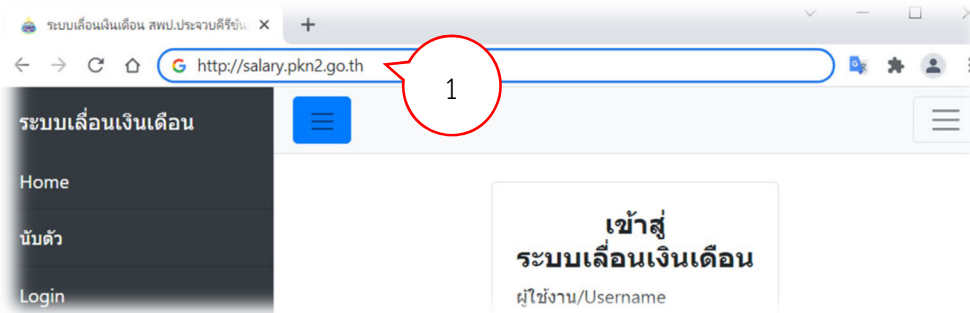 ระบบเลื่อนเงินเดือน สพป.ประจวบคีรีขัน
http://salary.pkn2.go.th
1
ระบบเลื่อนเงินเดือน
Home
นับตัว
Login
เข้าสู่
ระบบเลื่อนเงินเดือน
ผู้ใช้งาน/Username